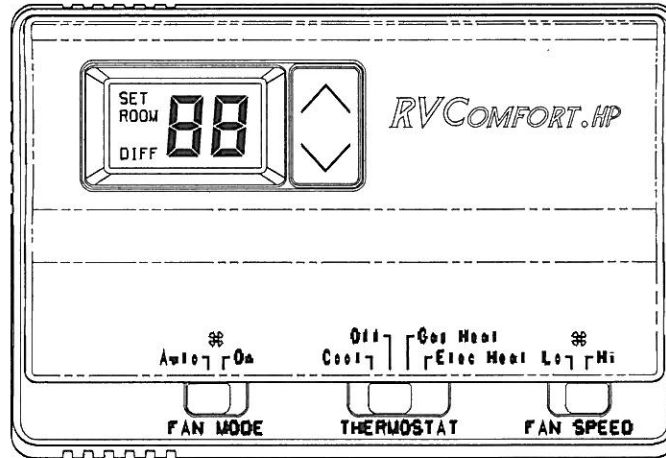 SET
ROOM
DIFF
88
RVCOMFORT.HP
Off Gas Heat
Auto On Cool Elec Heat Lo Hi
FAN MODE THERMOSTAT FAN SPEED